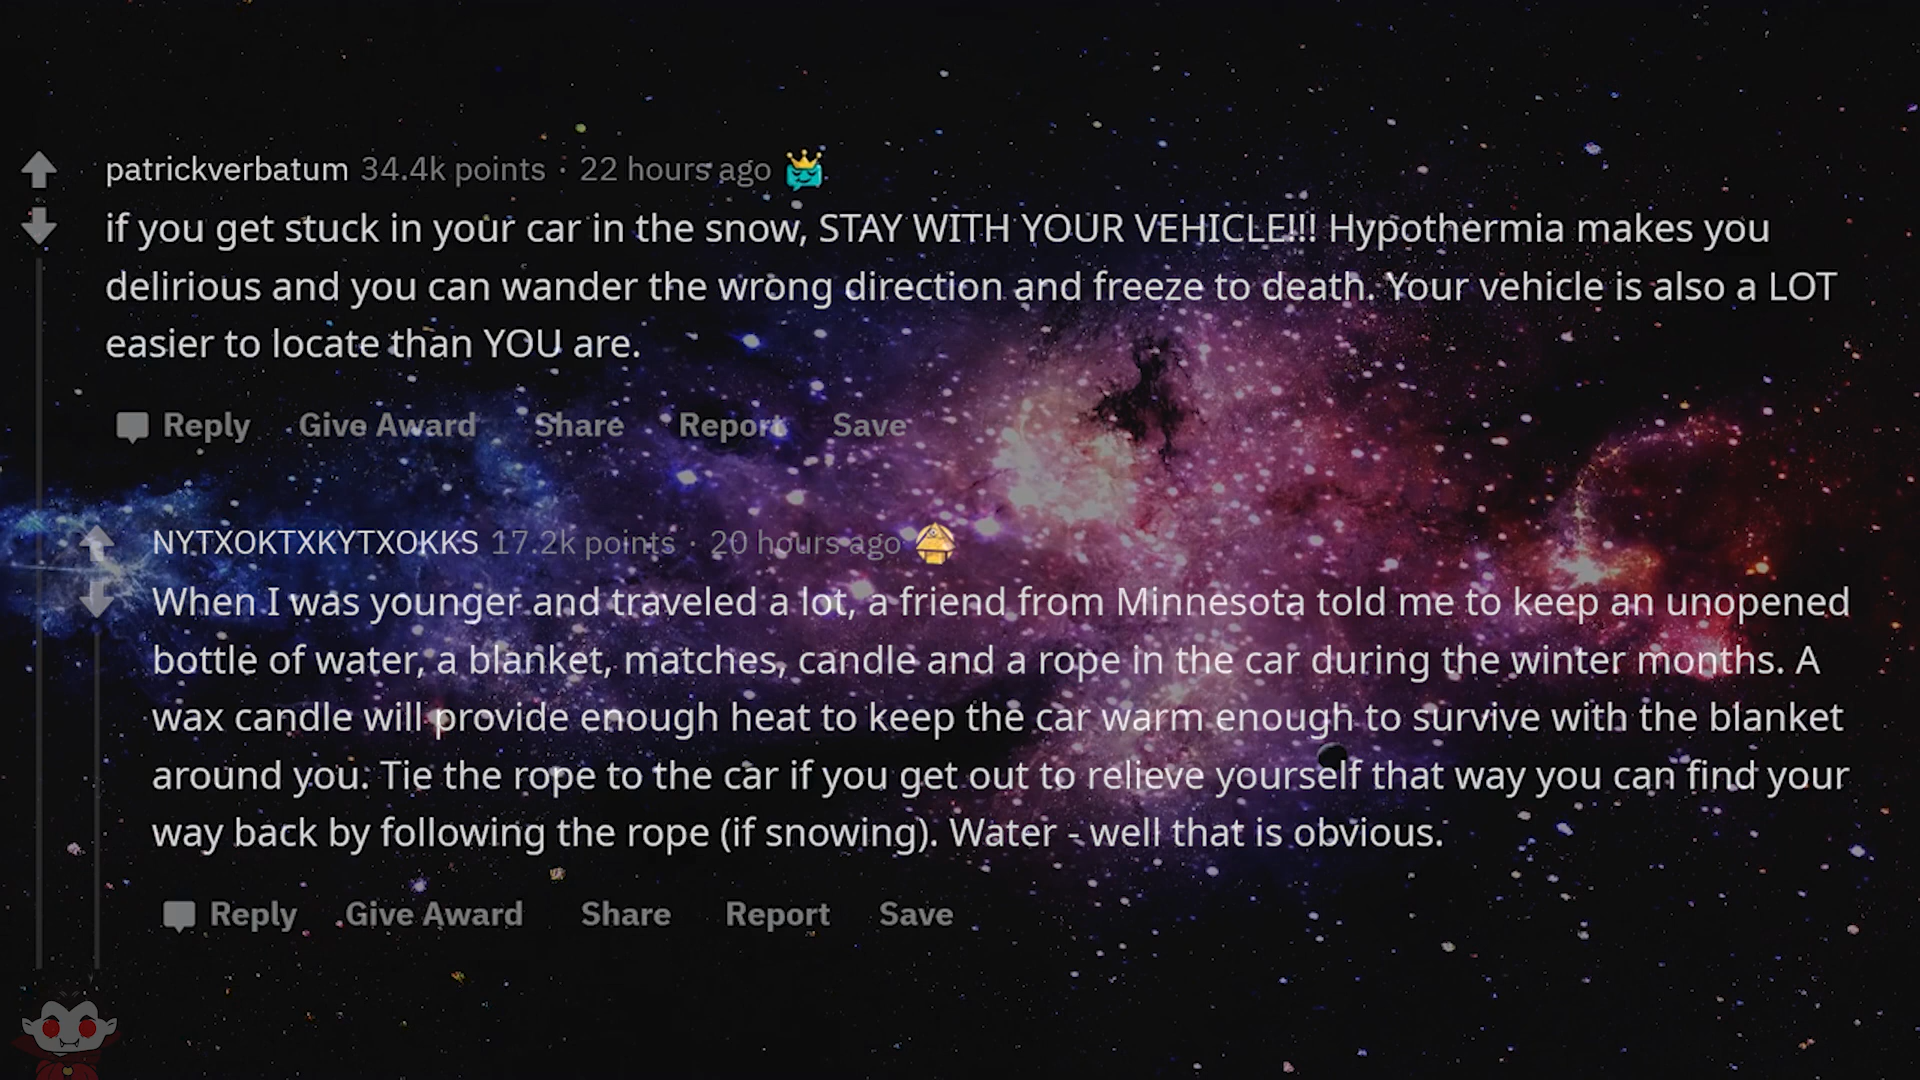 patrickverbatum 34.4k points · 22 hours ago
if you get stuck in your car in the snow, STAY WITH YOUR VEHICLE!!! Hypothermia makes you
delirious and you can wander the wrong direction and freeze to death. Your vehicle is also a LOT
easier to locate than YOU are.
Reply Give Award Share Report Save
NYTXOKTXKYTXOKKS 17.2k points · 20 hours ago
When I was younger and traveled a lot, a friend from Minnesota told me to keep an unopened
bottle of water, a blanket, matches, candle and a rope in the car during the winter months. A
wax candle will provide enough heat to keep the car warm enough to survive with the blanket
around you. Tie the rope to the car if you get out to relieve yourself that way you can find your
way back by following the rope (if snowing). Water - well that is obvious.
Reply Give Award Share Report Save